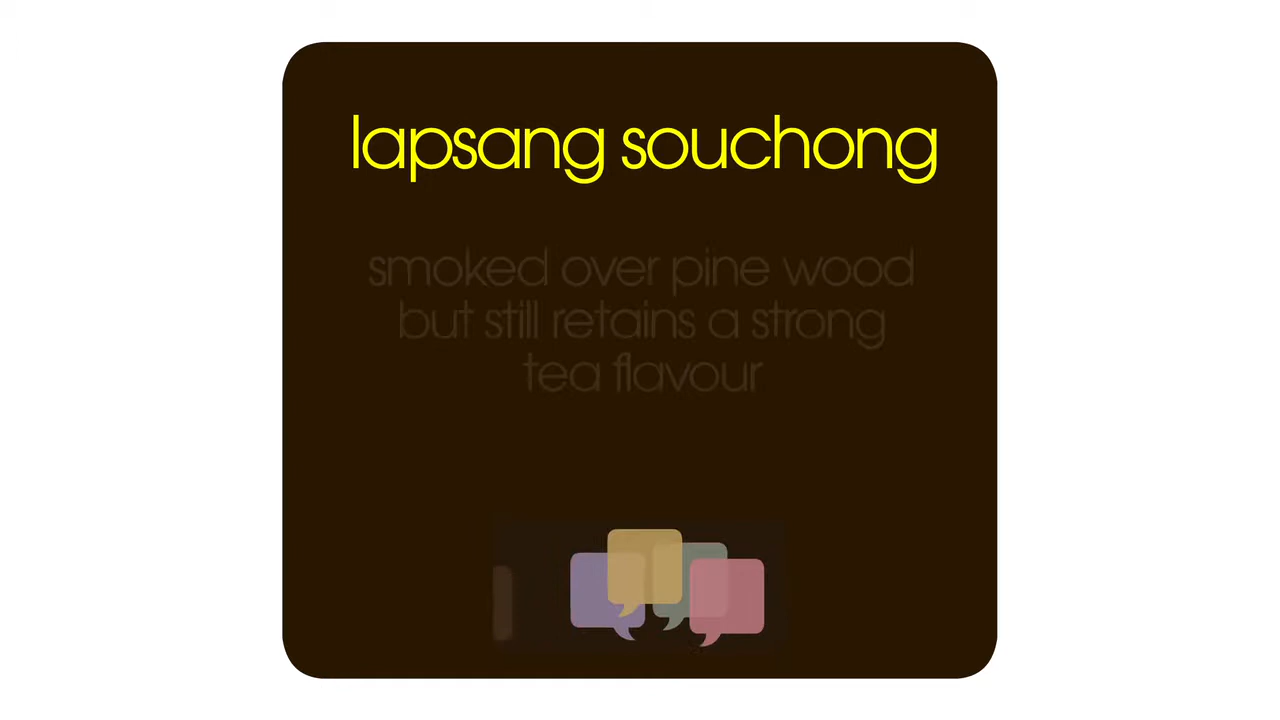 lapsang souchong
smoked over pine wood
but still retains a strong
tea flavour